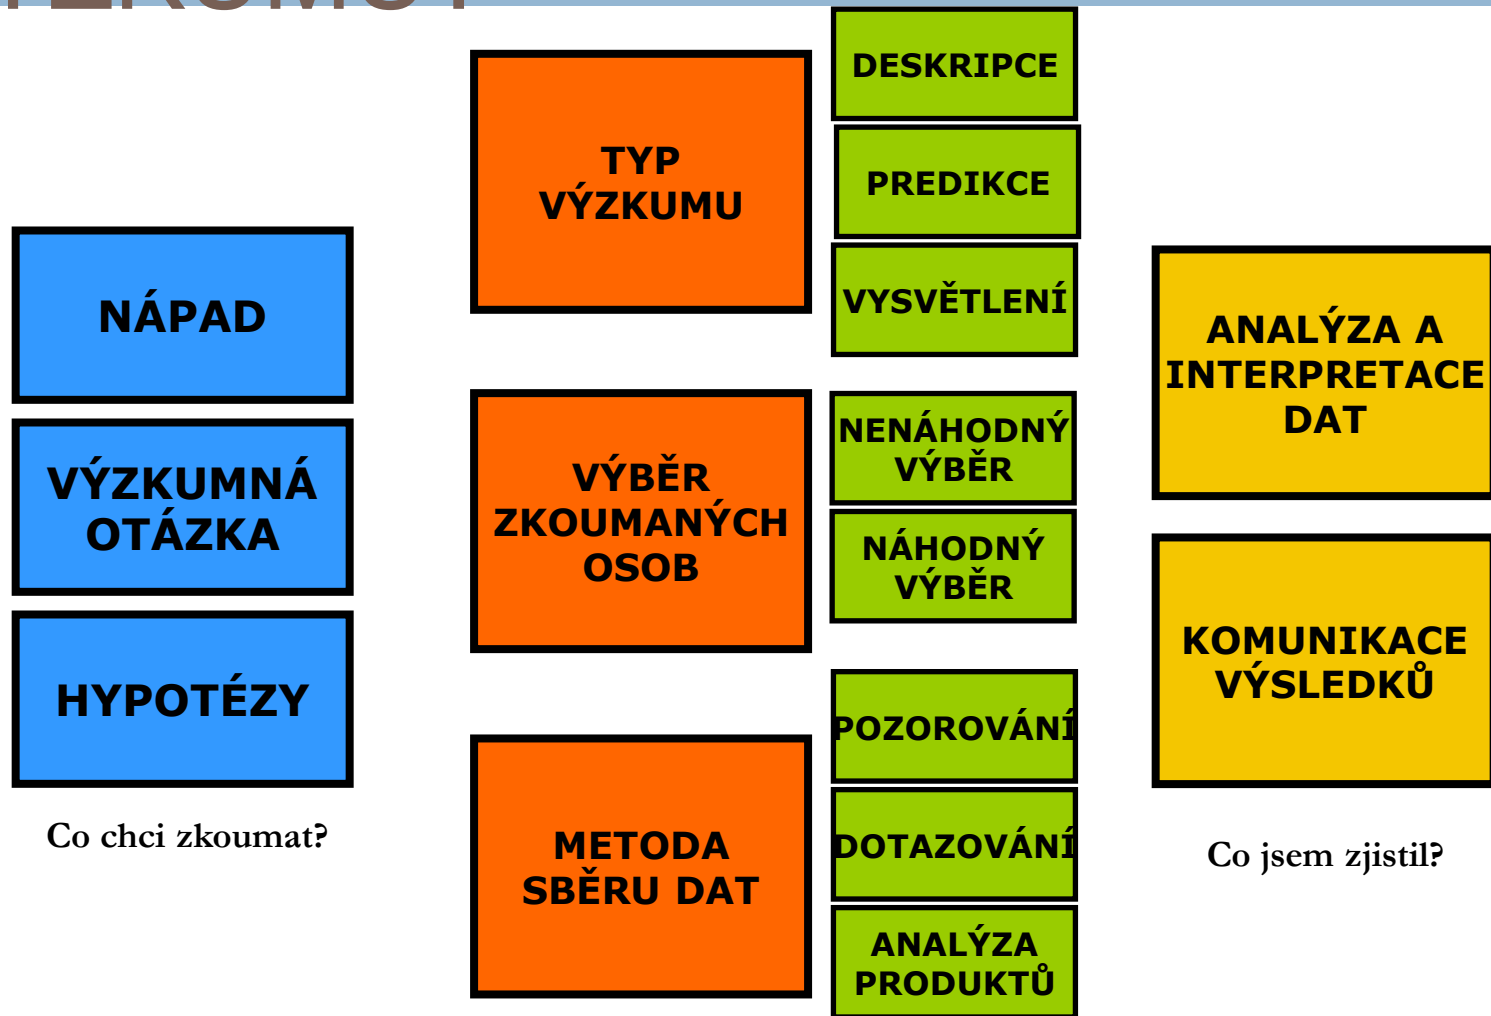 NÁPAD
VÝZKUMNÁ
OTÁZKA
HYPOTÉZY
Co chci zkoumat?
TYP
VÝZKUMU
DESKRIPCE
PREDIKCE
VYSVĚTLENÍ
VÝBĚR
ZKOUMANÝCH
OSOB
NENÁHODNÝ
VÝBĚR
NÁHODNÝ
VÝBĚR
METODA
SBĚRU DAT
POZOROVÁNÍ
DOTAZOVÁNÍ
ANALÝZA
PRODUKTŮ
ANALÝZA A
INTERPRETACE
DAT
KOMUNIKACE
VÝSLEDKŮ
Co jsem zjistil?